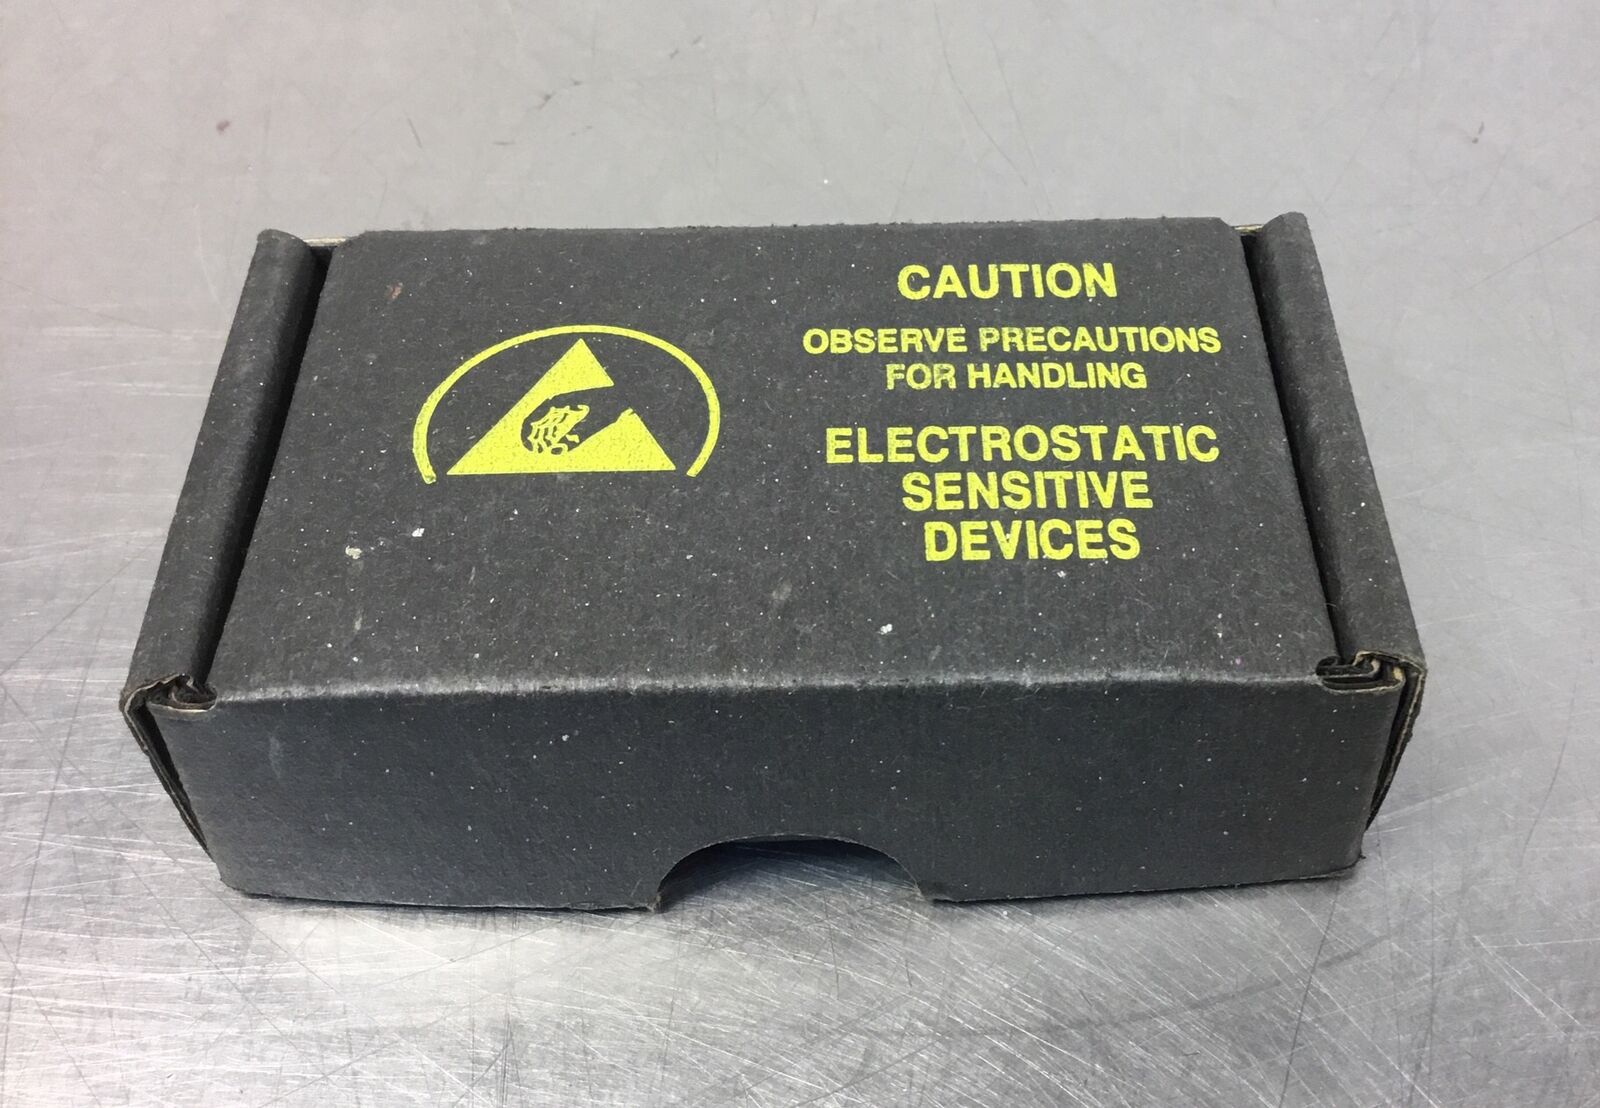 CAUTION
OBSERVE PRECAUTIONS
FOR HANDLING
ELECTROSTATIC
SENSITIVE
DEVICES